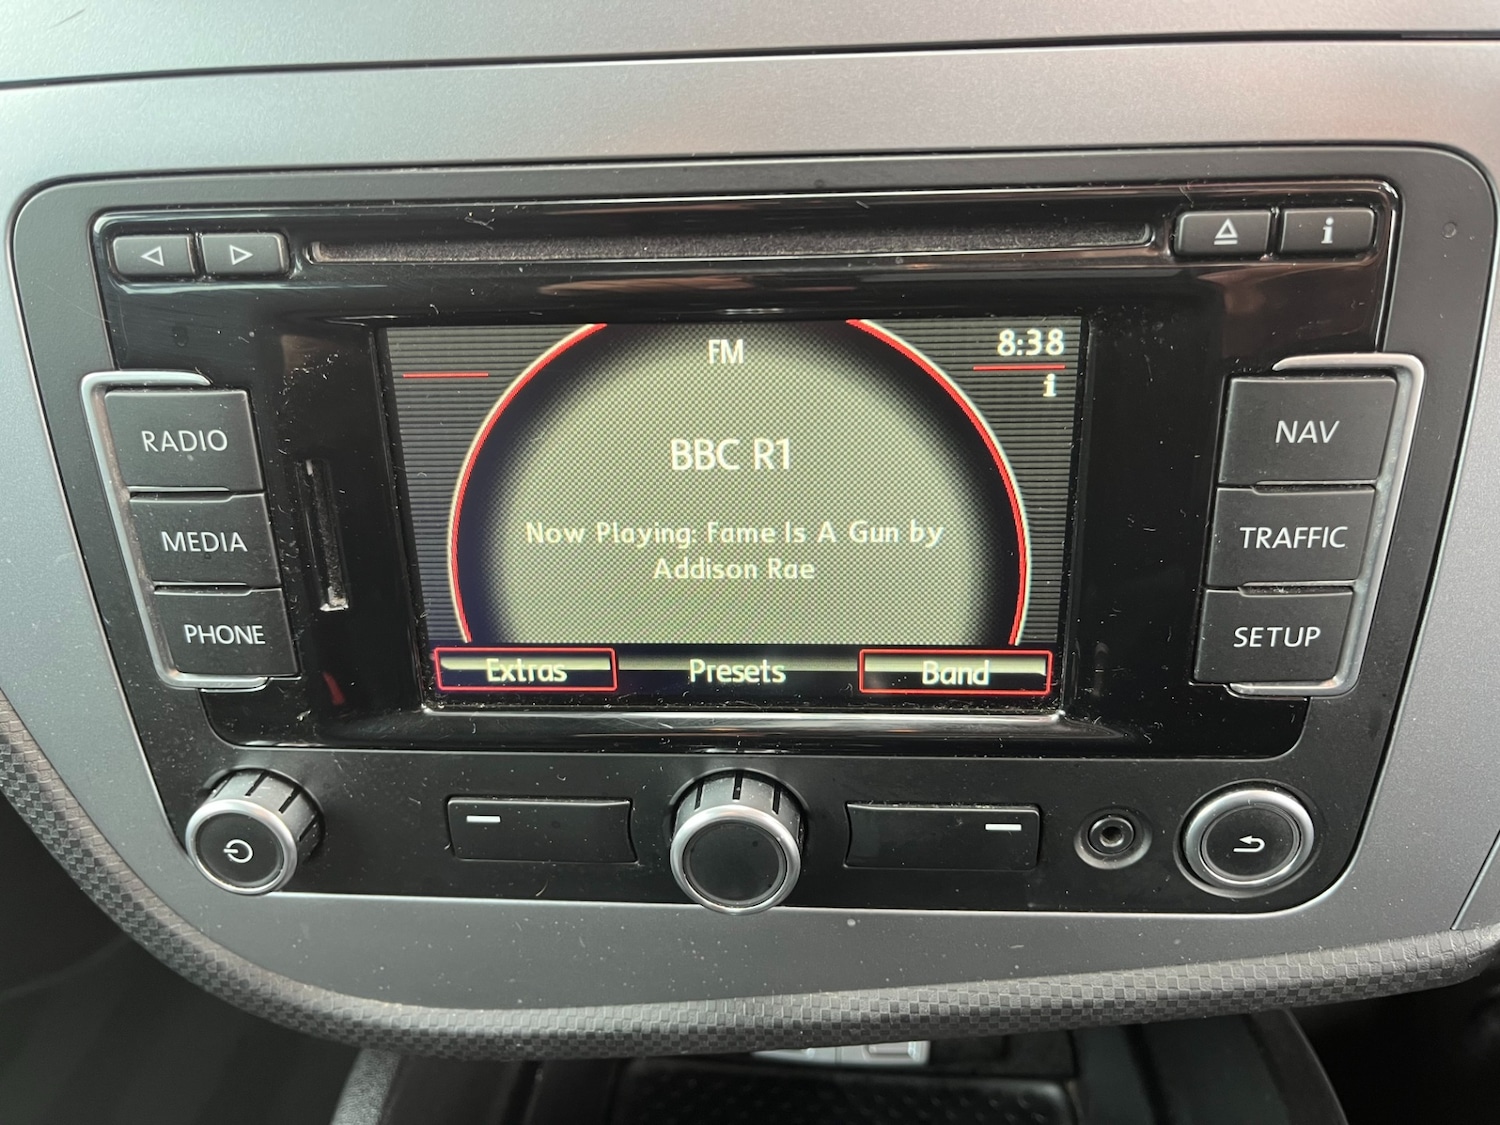 i
FM
8:38
i
RADIO
BBC R1
NAV
MEDIA
Now Playing: Fame Is A Gun by
Addison Rae
TRAFFIC
PHONE
SETUP
Extras
Presets
Band